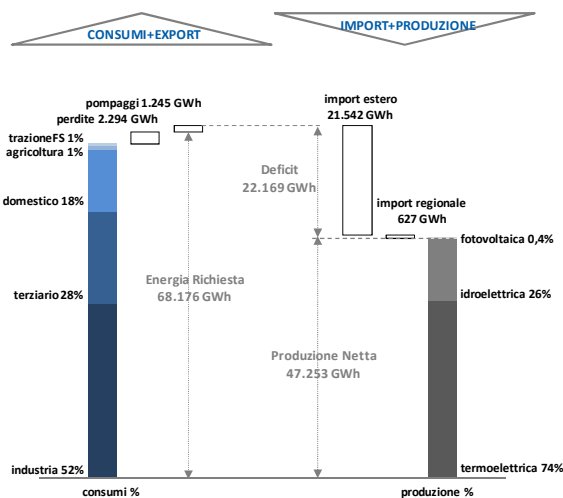 CONSUMI+EXPORT
IMPORT+PRODUZIONE
pompaggi 1.245 GWh
perdite 2.294 GWh
trazioneFS 1%
agricoltura 1%
domestico 18%
terziario 28%
industria 52%
consumi %
Energia Richiesta
68.176 GWh
import estero
21.542 GWh
Deficit
22.169 GWh
import regionale
627 GWh
fotovoltaica 0,4%
idroelettrica 26%
Produzione Netta
47.253 GWh
termoelettrica 74%
produzione %